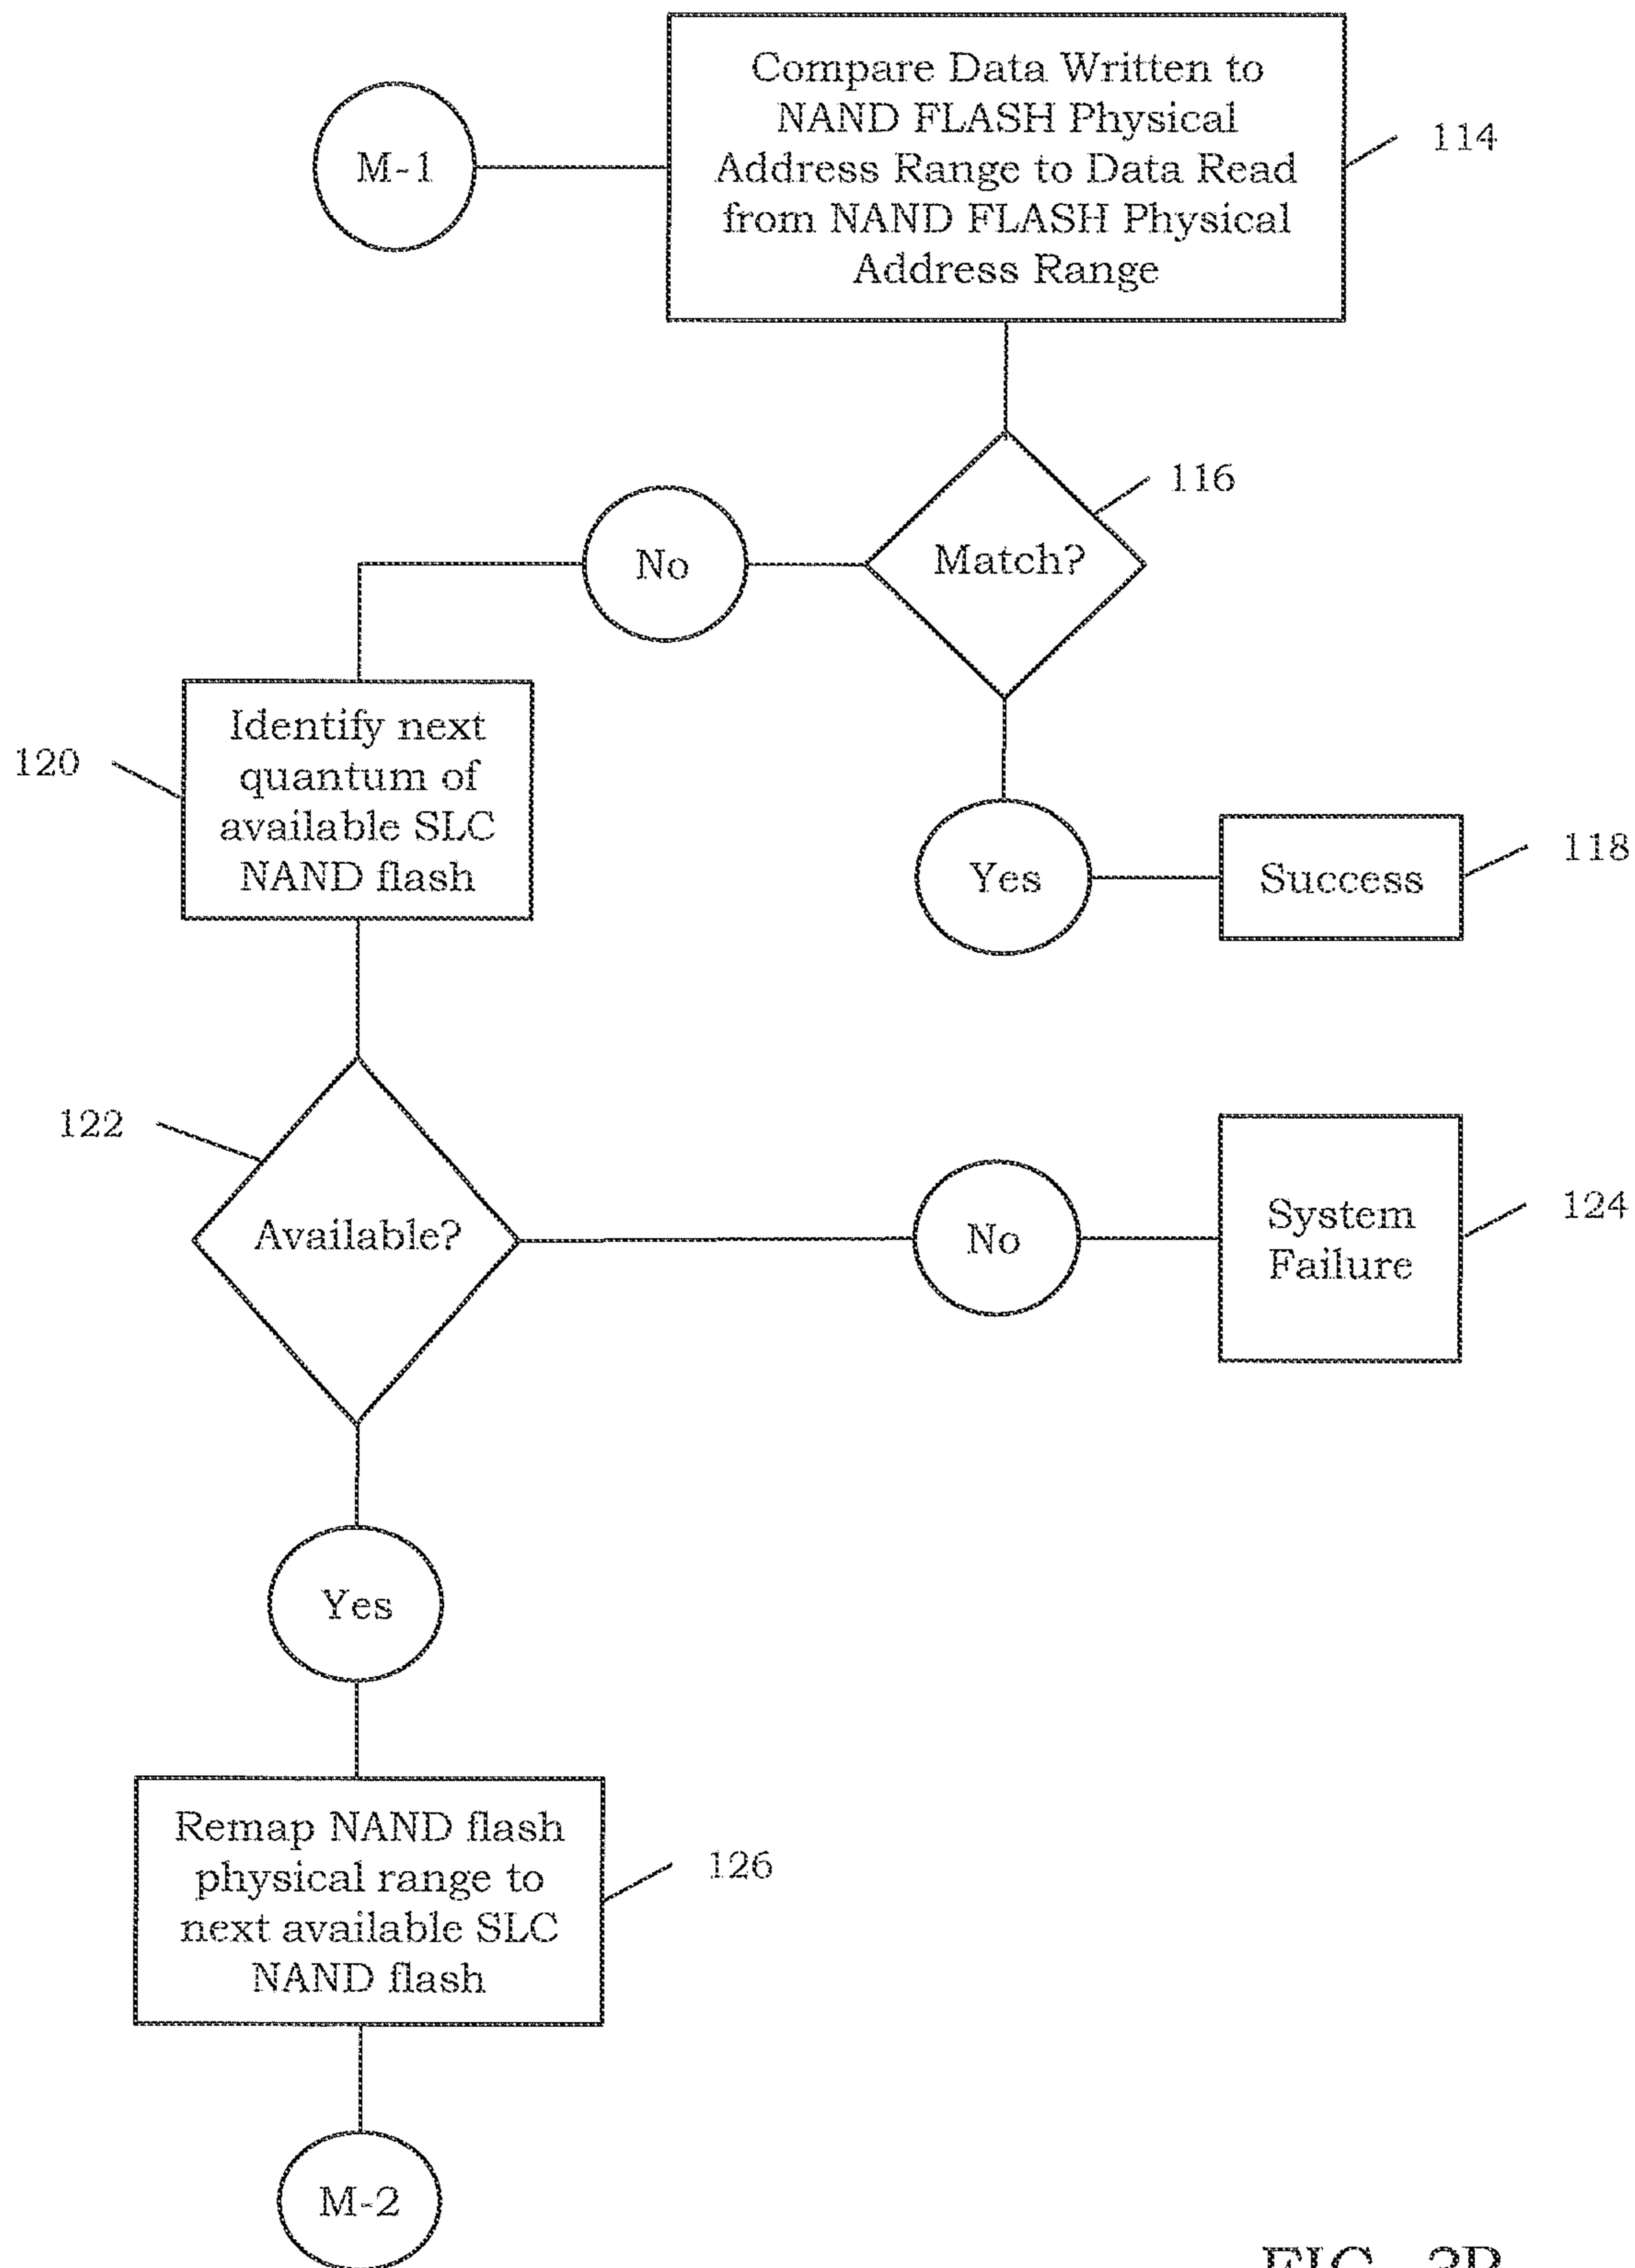 Compare Data Written to
NAND FLASH Physical
Address Range to Data Read
from NAND FLASH Physical
Address Range
M-1
114
116
Match?
No
Identify next
quantum of
available SLC
NAND flash
120
Yes
Success
118
122
Available?
No
System
Failure
124
Yes
Remap NAND flash
physical range to
next available SLC
NAND flash
126
M-2